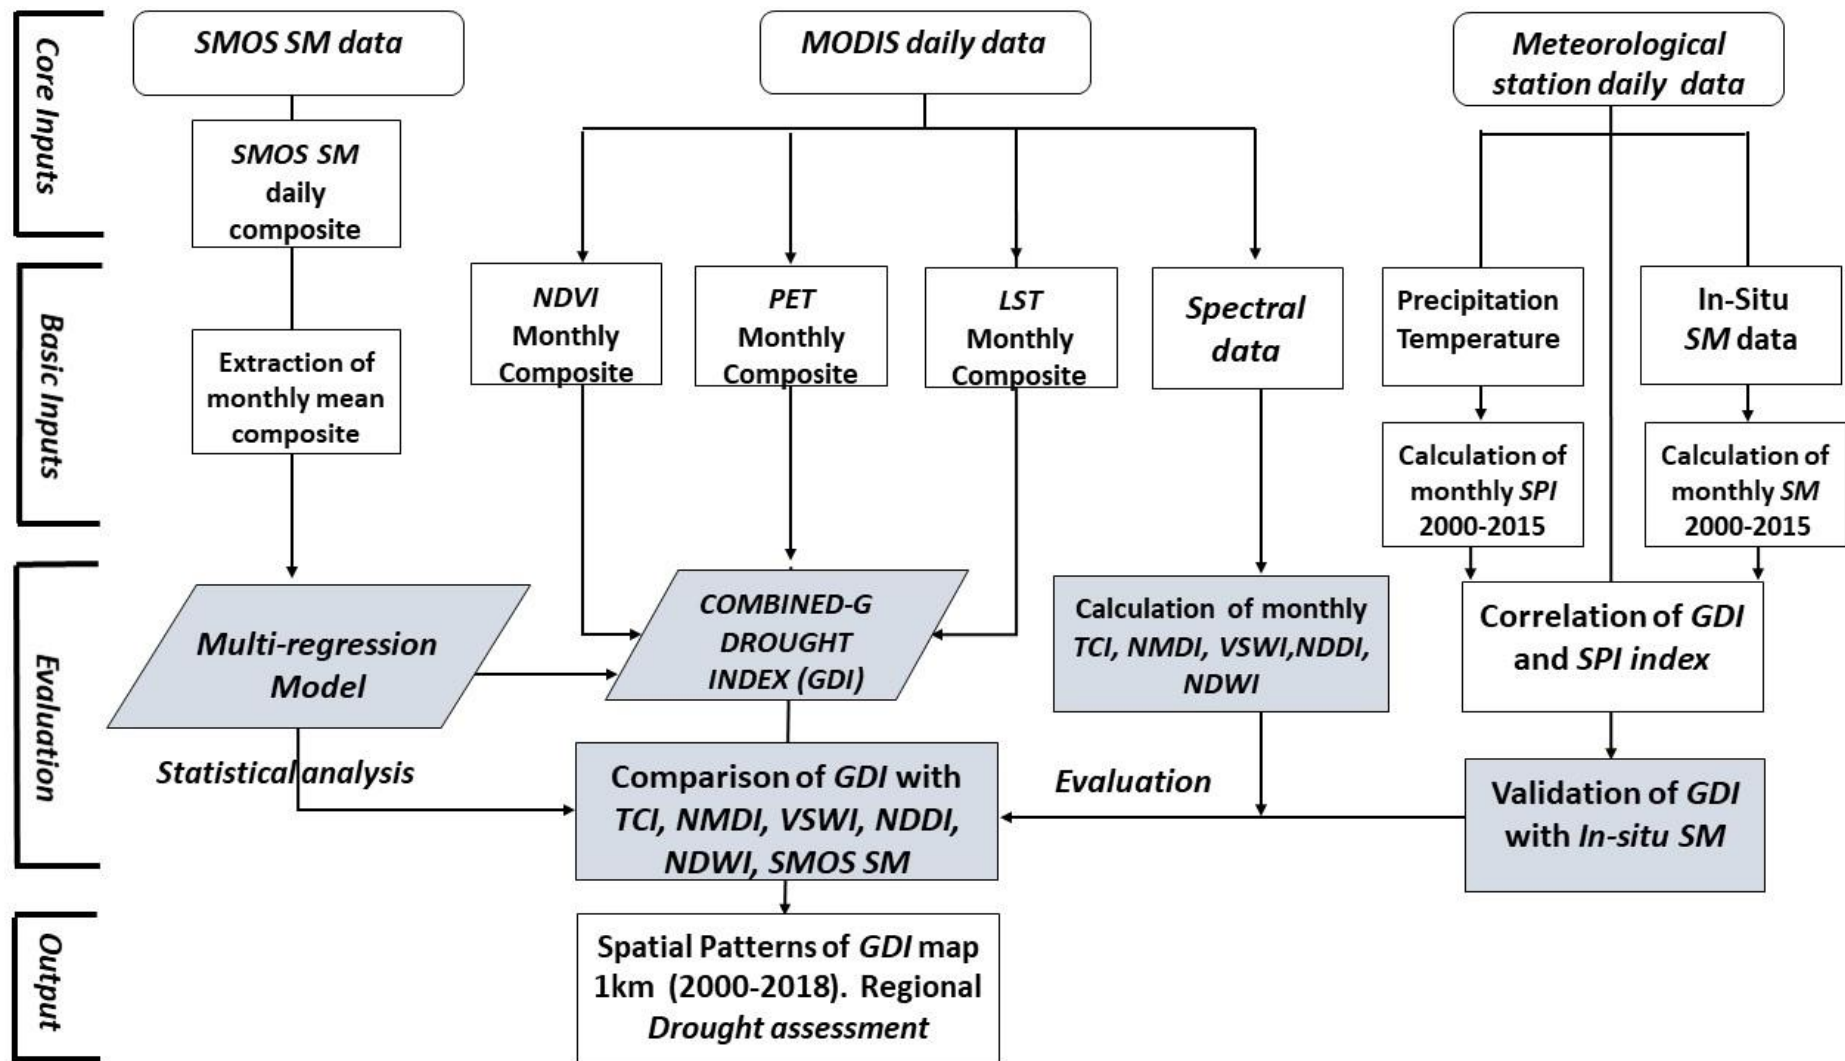 Core Inputs
SMOS SM data
MODIS daily data
Meteorological
station daily data
SMOS SM
daily
composite
Basic Inputs
NDVI
Monthly
Composite
PET
Monthly
Composite
LST
Monthly
Composite
Spectral
data
Precipitation
Temperature
In-Situ
SM data
Extraction of
monthly mean
composite
Calculation of
monthly SPI
2000-2015
Calculation of
monthly SM
2000-2015
Evaluation
Multi-regression
Model
COMBINED-G
DROUGHT
INDEX (GDI)
Calculation of monthly
TCI, NMDI, VSWI,NDDI,
NDWI
Correlation of GDI
and SPI index
Statistical analysis
Comparison of GDI with
TCI, NMDI, VSWI, NDDI,
NDWI, SMOS SM
Evaluation
Validation of GDI
with In-situ SM
Output
Spatial Patterns of GDI map
1km (2000-2018). Regional
Drought assessment